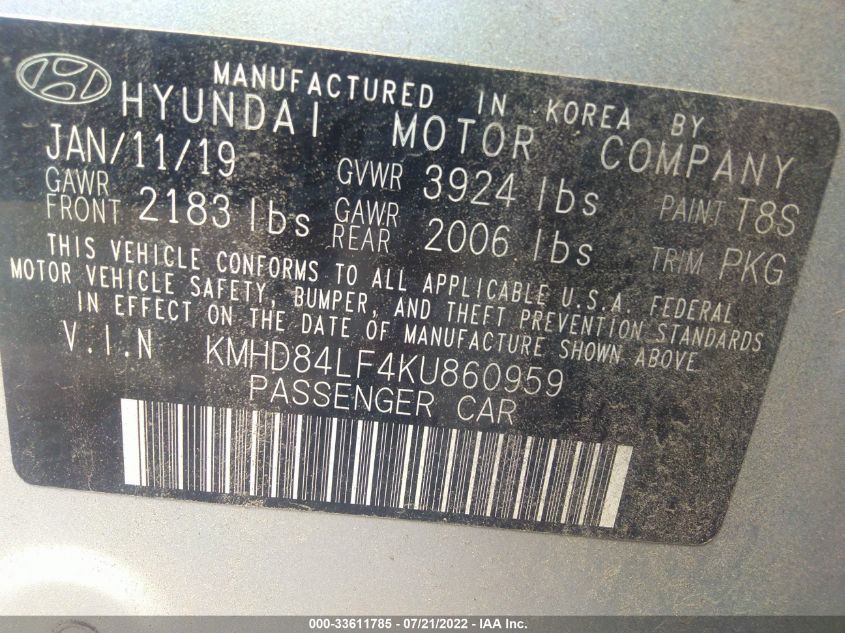 MANUFACTURED IN KOREA BY
HYUNDAI MOTOR COMPANY
JAN/11/19 GVWR 3924 lbs PAINT T8S
GAWR FRONT 2183 lbs GAWR REAR 2006 lbs TRIM PKG
THIS VEHICLE CONFORMS TO ALL APPLICABLE U.S.A. FEDERAL
MOTOR VEHICLE SAFETY, BUMPER, AND THEFT PREVENTION STANDARDS
IN EFFECT ON THE DATE OF MANUFACTURE SHOWN ABOVE
V.I.N KMHD84LF4KU860959
PASSENGER CAR
000-33611785 - 07/21/2022 - IAA Inc.